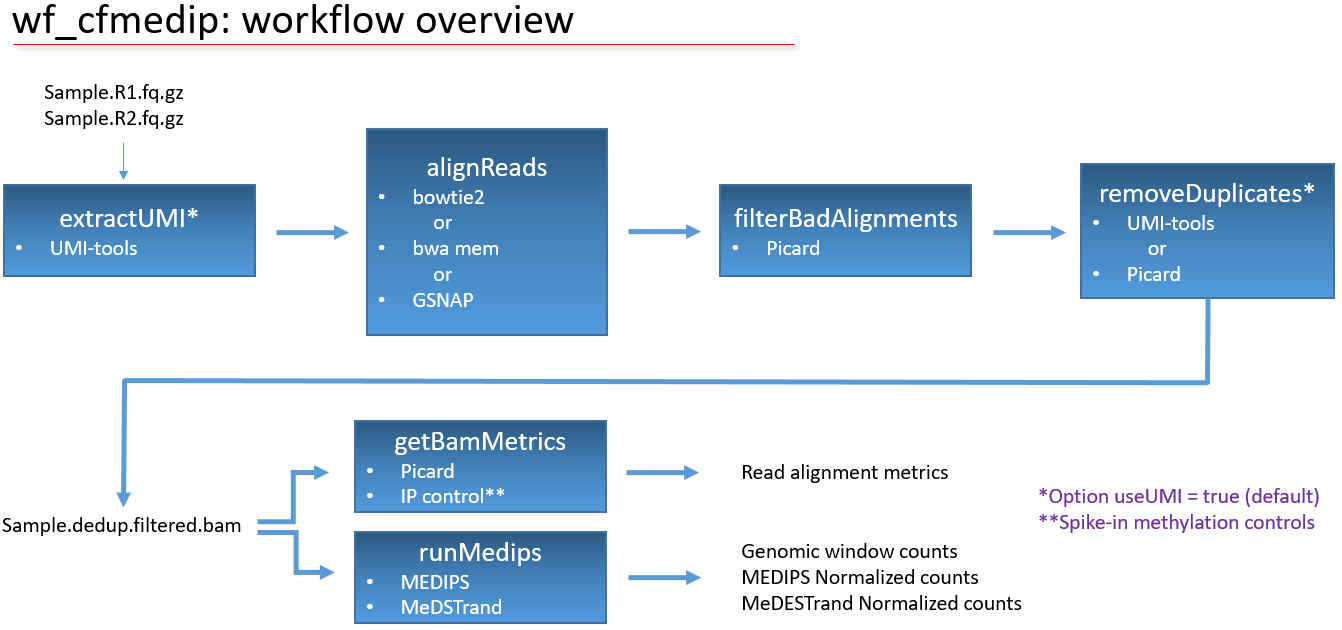 wf_cfmedip: workflow overview
Sample.R1.fq.gz
Sample.R2.fq.gz
extractUMI*
• UMI-tools
alignReads
• bowtie2
or
• bwa mem
or
• GSNAP
filterBadAlignments
• Picard
removeDuplicates*
• UMI-tools
or
• Picard
Sample.dedup.filtered.bam
getBamMetrics
• Picard
• IP control**
Read alignment metrics
runMedips
• MEDIPS
• MeDSTrand
Genomic window counts
MEDIPS Normalized counts
MeDESTrand Normalized counts
*Option useUMI = true (default)
**Spike-in methylation controls